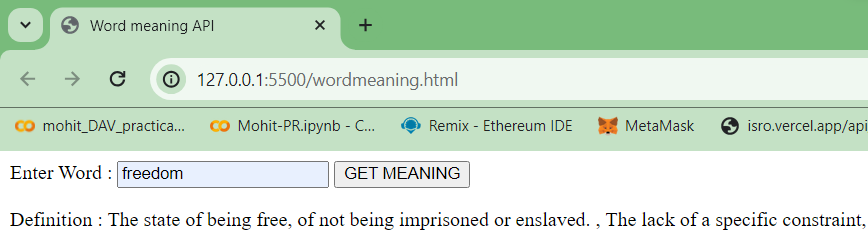 Word meaning API
127.0.0.1:5500/wordmeaning.html
mohit_DAV_practica... Mohit-PR.ipynb - C... Remix - Ethereum IDE MetaMask isro.vercel.app/api
Enter Word : freedom GET MEANING
Definition : The state of being free, of not being imprisoned or enslaved. , The lack of a specific constraint,